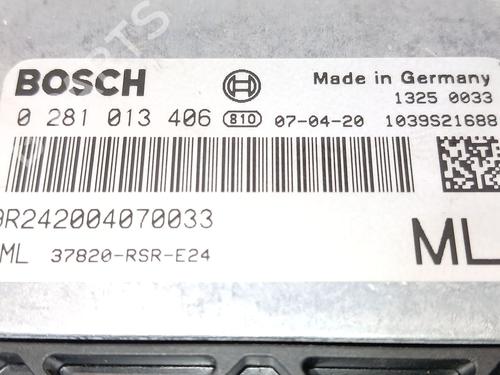 BOSCH
Made in Germany
1325 0033
0 281 013 406 810 07-04-20 1039S21688
R242004070033
ML 37820-RSR-E24
ML